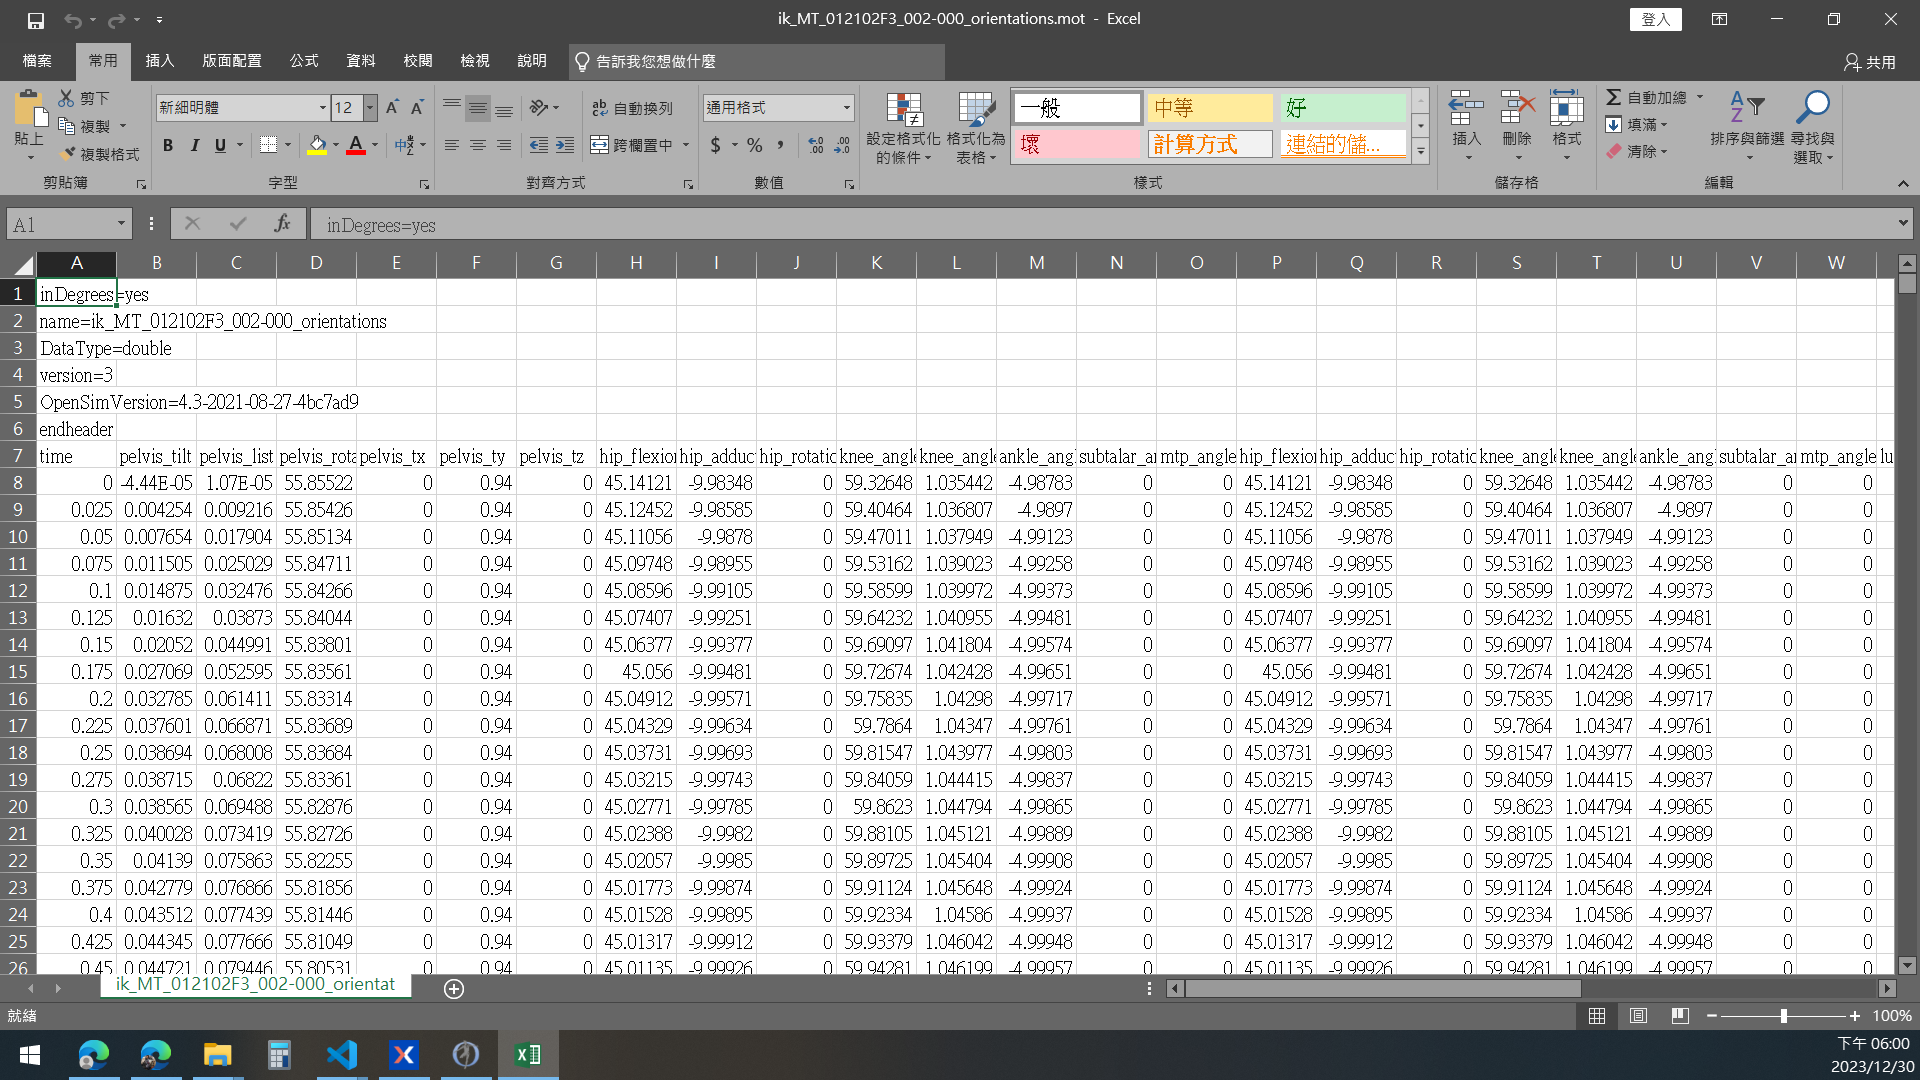 ik_MT_012102F3_002-000_orientations.mot - Excel
登入
檔案 常用 插入 版面配置 公式 資料 校閱 檢視 說明 告訴我您想做什麼 共用
貼上 剪下 複製 複製格式 剪貼簿
新細明體 12 B I U A 字型
自動換列 跨欄置中 對齊方式
通用格式 $ % 數值
設定格式化的條件 格式化為表格 一般 中等 好 壞 計算方式 連結的儲... 樣式
插入 刪除 格式 儲存格
自動加總 填滿 清除 排序與篩選 尋找與選取 編輯
A1 fx inDegrees=yes
A B C D E F G H I J K L M N O P Q R S T U V W
1 inDegrees=yes
2 name=ik_MT_012102F3_002-000_orientations
3 DataType=double
4 version=3
5 OpenSimVersion=4.3-2021-08-27-4bc7ad9
6 endheader
7 time pelvis_tilt pelvis_list pelvis_rota pelvis_tx pelvis_ty pelvis_tz hip_flexion hip_adduct hip_rotatic knee_angle knee_angle ankle_ang subtalar_an mtp_angle hip_flexion hip_adduct hip_rotatic knee_angle knee_angle ankle_ang subtalar_an mtp_angle lu
8 0 -4.44E-05 1.07E-05 55.85522 0 0.94 0 45.14121 -9.98348 0 59.32648 1.035442 -4.98783 0 0 45.14121 -9.98348 0 59.32648 1.035442 -4.98783 0 0
9 0.025 0.004254 0.009216 55.85426 0 0.94 0 45.12452 -9.98585 0 59.40464 1.036807 -4.9897 0 0 45.12452 -9.98585 0 59.40464 1.036807 -4.9897 0 0
10 0.05 0.007654 0.017904 55.85134 0 0.94 0 45.11056 -9.9878 0 59.47011 1.037949 -4.99123 0 0 45.11056 -9.9878 0 59.47011 1.037949 -4.99123 0 0
11 0.075 0.011505 0.025029 55.84711 0 0.94 0 45.09748 -9.98955 0 59.53162 1.039023 -4.99258 0 0 45.09748 -9.98955 0 59.53162 1.039023 -4.99258 0 0
12 0.1 0.014875 0.032476 55.84266 0 0.94 0 45.08596 -9.99105 0 59.58599 1.039972 -4.99373 0 0 45.08596 -9.99105 0 59.58599 1.039972 -4.99373 0 0
13 0.125 0.01632 0.03873 55.84044 0 0.94 0 45.07407 -9.99251 0 59.64232 1.040955 -4.99481 0 0 45.07407 -9.99251 0 59.64232 1.040955 -4.99481 0 0
14 0.15 0.02052 0.044991 55.83801 0 0.94 0 45.06377 -9.99377 0 59.69097 1.041804 -4.99574 0 0 45.06377 -9.99377 0 59.69097 1.041804 -4.99574 0 0
15 0.175 0.027069 0.052595 55.83561 0 0.94 0 45.056 -9.99481 0 59.72674 1.042428 -4.99651 0 0 45.056 -9.99481 0 59.72674 1.042428 -4.99651 0 0
16 0.2 0.032785 0.061411 55.83314 0 0.94 0 45.04912 -9.99571 0 59.75835 1.04298 -4.99717 0 0 45.04912 -9.99571 0 59.75835 1.04298 -4.99717 0 0
17 0.225 0.037601 0.066871 55.83689 0 0.94 0 45.04329 -9.99634 0 59.7864 1.04347 -4.99761 0 0 45.04329 -9.99634 0 59.7864 1.04347 -4.99761 0 0
18 0.25 0.038694 0.068008 55.83684 0 0.94 0 45.03731 -9.99693 0 59.81547 1.043977 -4.99803 0 0 45.03731 -9.99693 0 59.81547 1.043977 -4.99803 0 0
19 0.275 0.038715 0.06822 55.83361 0 0.94 0 45.03215 -9.99743 0 59.84059 1.044415 -4.99837 0 0 45.03215 -9.99743 0 59.84059 1.044415 -4.99837 0 0
20 0.3 0.038565 0.069488 55.82876 0 0.94 0 45.02771 -9.99785 0 59.8623 1.044794 -4.99865 0 0 45.02771 -9.99785 0 59.8623 1.044794 -4.99865 0 0
21 0.325 0.040028 0.073419 55.82726 0 0.94 0 45.02388 -9.9982 0 59.88105 1.045121 -4.99889 0 0 45.02388 -9.9982 0 59.88105 1.045121 -4.99889 0 0
22 0.35 0.04139 0.075863 55.82255 0 0.94 0 45.02057 -9.9985 0 59.89725 1.045404 -4.99908 0 0 45.02057 -9.9985 0 59.89725 1.045404 -4.99908 0 0
23 0.375 0.042779 0.076866 55.81856 0 0.94 0 45.01773 -9.99874 0 59.91124 1.045648 -4.99924 0 0 45.01773 -9.99874 0 59.91124 1.045648 -4.99924 0 0
24 0.4 0.043512 0.077439 55.81446 0 0.94 0 45.01528 -9.99895 0 59.92334 1.04586 -4.99937 0 0 45.01528 -9.99895 0 59.92334 1.04586 -4.99937 0 0
25 0.425 0.044345 0.077666 55.81049 0 0.94 0 45.01317 -9.99912 0 59.93379 1.046042 -4.99948 0 0 45.01317 -9.99912 0 59.93379 1.046042 -4.99948 0 0
26 0.45 0.044721 0.079446 55.80531 0 0.94 0 45.01135 -9.99926 0 59.94281 1.046199 -4.99957 0 0 45.01135 -9.99926 0 59.94281 1.046199 -4.99957 0 0
ik_MT_012102F3_002-000_orientat
就緒 100%
下午 06:00
2023/12/30